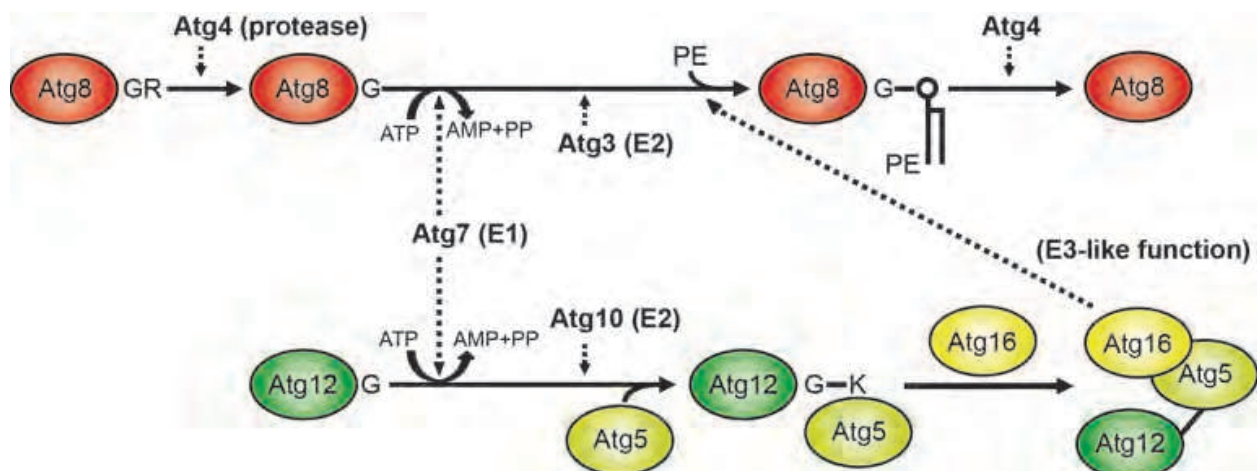 Atg4 (protease)
Atg4
PE
Atg8 GR
Atg8 G
Atg8 G
Atg8
ATP
AMP+PP
Atg3 (E2)
PE
Atg7 (E1)
(E3-like function)
ATP
AMP+PP
Atg10 (E2)
Atg16
Atg16
Atg5
Atg12 G
Atg12 G K
Atg5
Atg5
Atg12